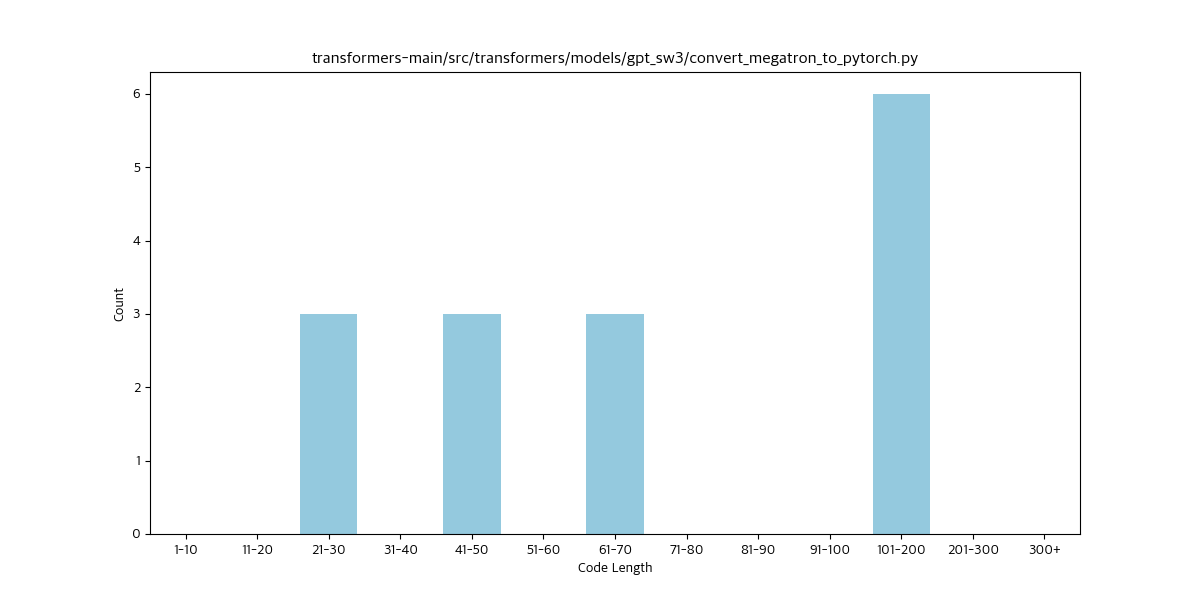 transformers-main/src/transformers/models/gpt_sw3/convert_megatron_to_pytorch.py
6
5
4
3
2
1
0
Count
1-10 11-20 21-30 31-40 41-50 51-60 61-70 71-80 81-90 91-100 101-200 201-300 300+
Code Length